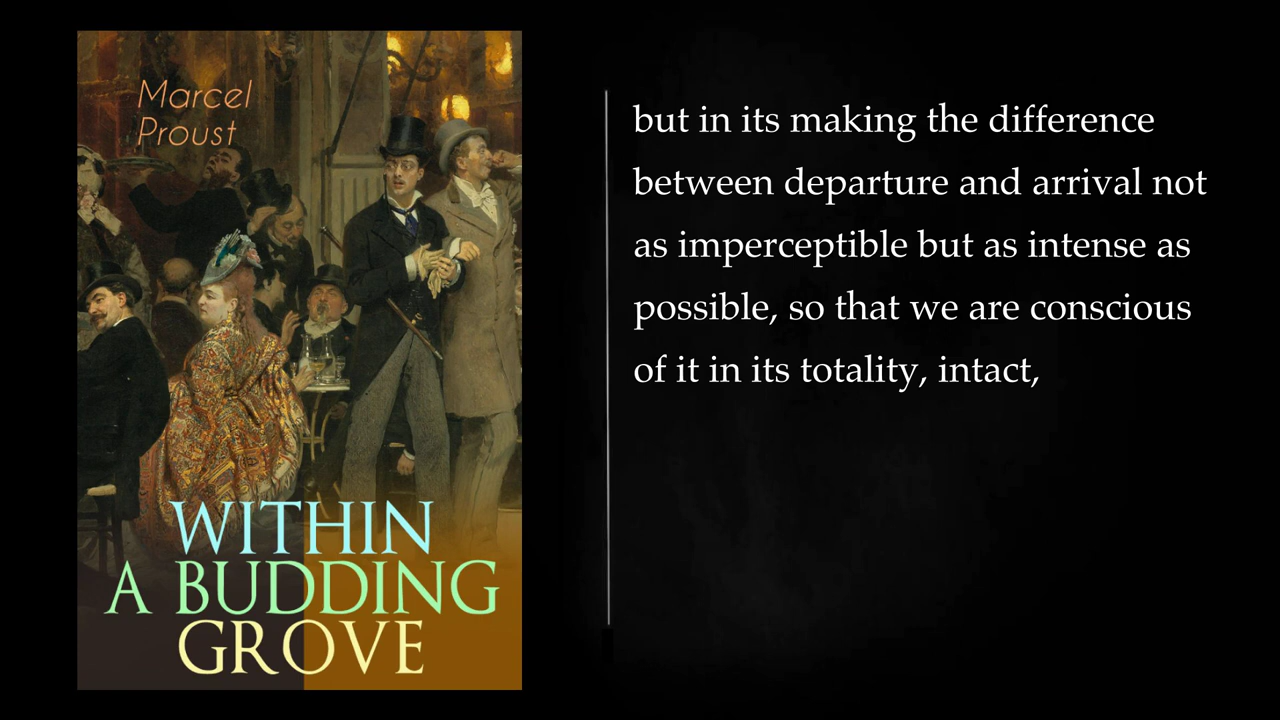 Marcel
Proust
WITHIN
A BUDDING
GROVE
but in its making the difference
between departure and arrival not
as imperceptible but as intense as
possible, so that we are conscious
of it in its totality, intact,